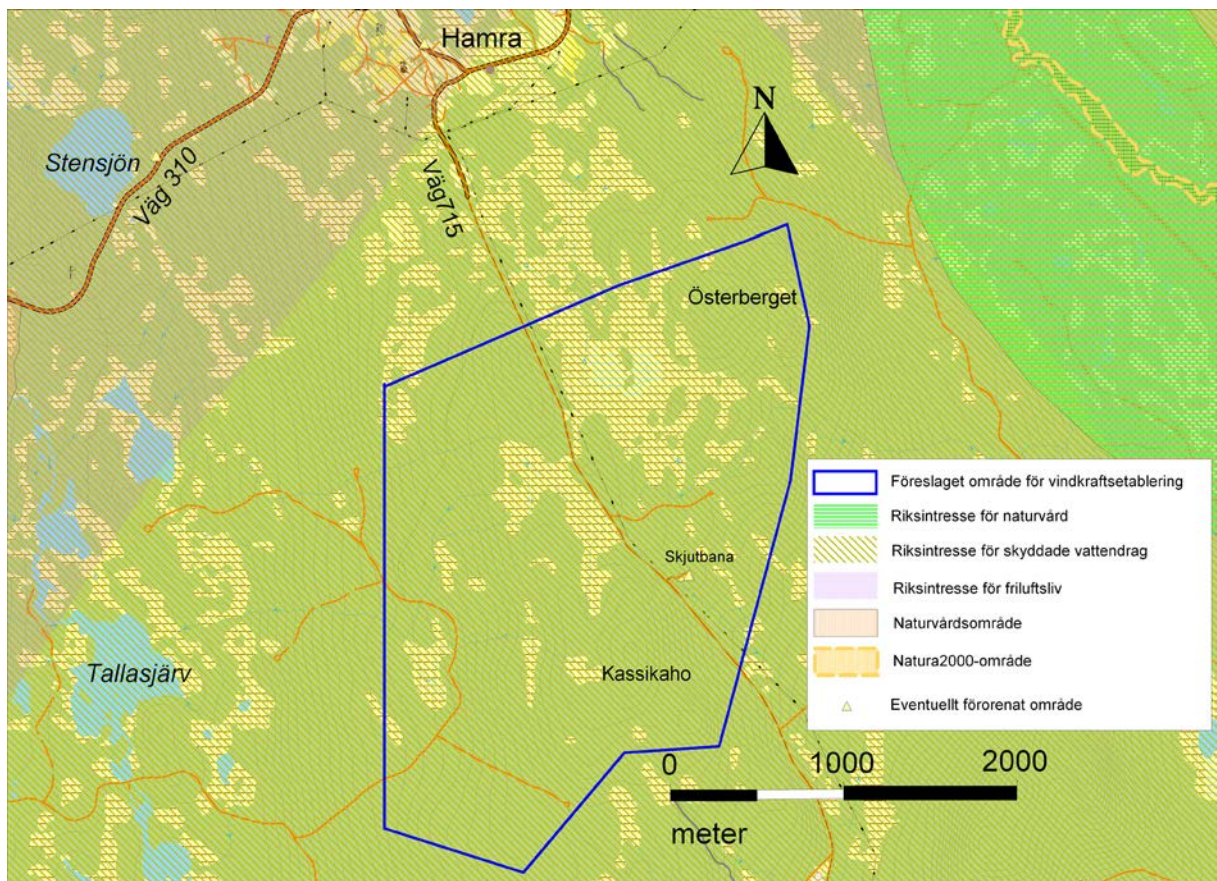 Hamra
N
Stensjön
Väg 310
Väg715
Österberget
Skjutbana
Kassikaho
Tallasjärv
Föreslaget område för vindkraftsetablering
Riksintresse för naturvård
Riksintresse för skyddade vattendrag
Riksintresse för friluftsliv
Naturvårdsområde
Natura2000-område
Eventuellt förorenat område
0 1000 2000
meter